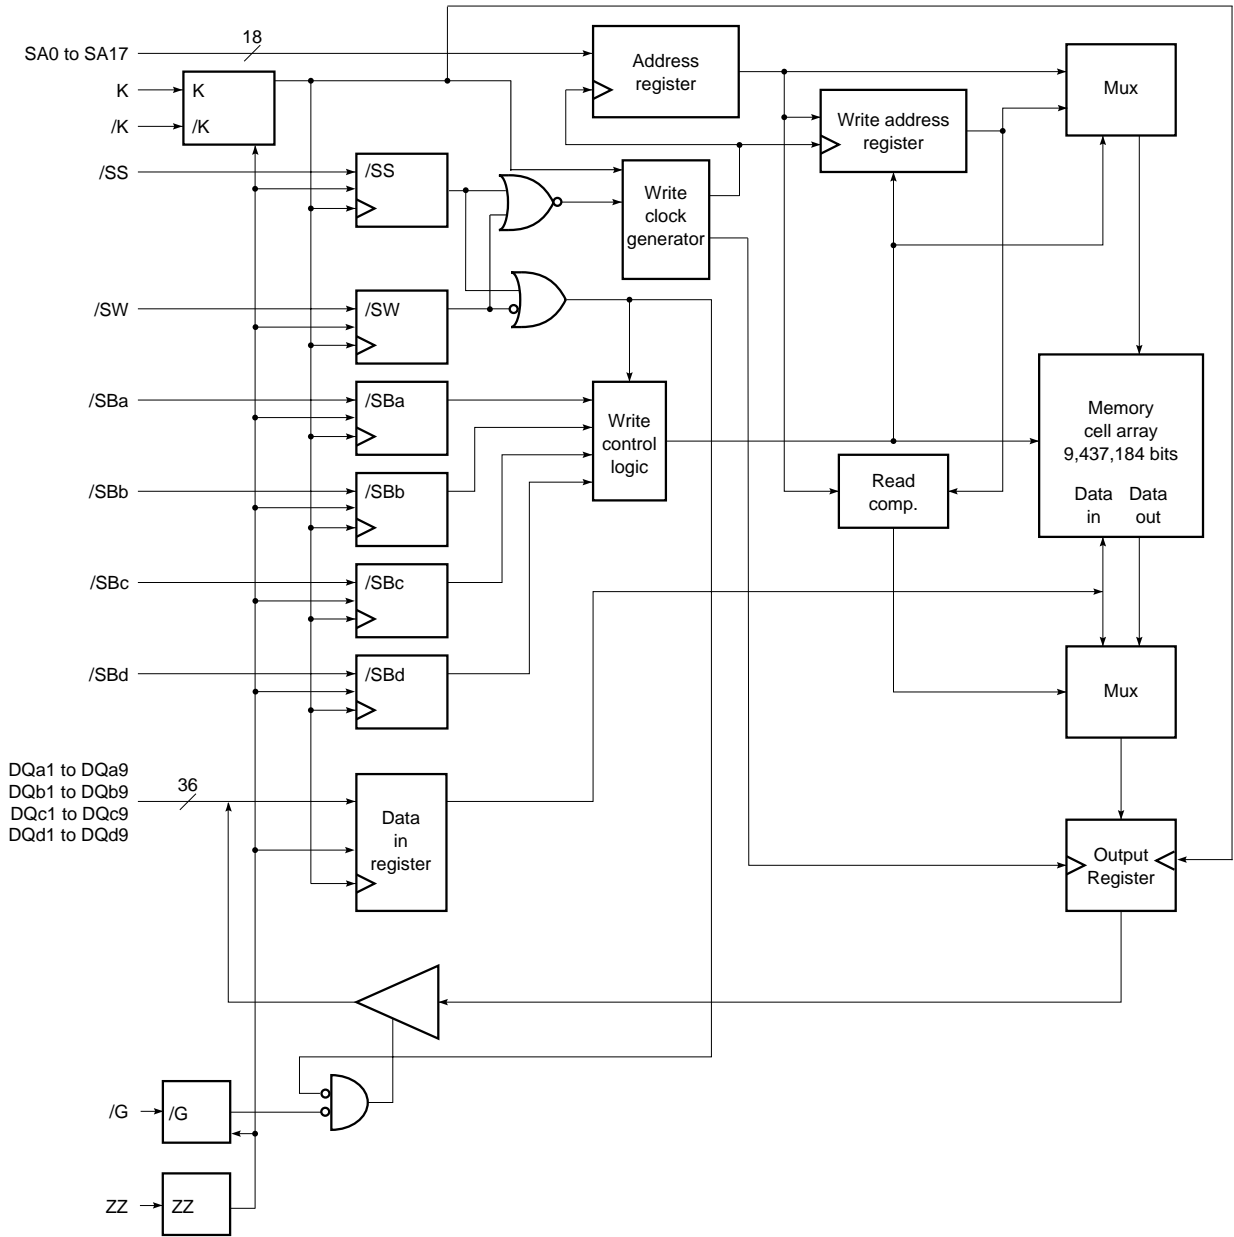 SA0 to SA17
18
Address
register
Mux
K
K
/K
/K
Write address
register
/SS
/SS
Write
clock
generator
/SW
/SW
/SBa
/SBa
Write
control
logic
Memory
cell array
9,437,184 bits
Data
in
Data
out
/SBb
/SBb
Read
comp.
/SBc
/SBc
/SBd
/SBd
Mux
DQa1 to DQa9
DQb1 to DQb9
DQc1 to DQc9
DQd1 to DQd9
36
Data
in
register
Output
Register
/G
/G
ZZ
ZZ